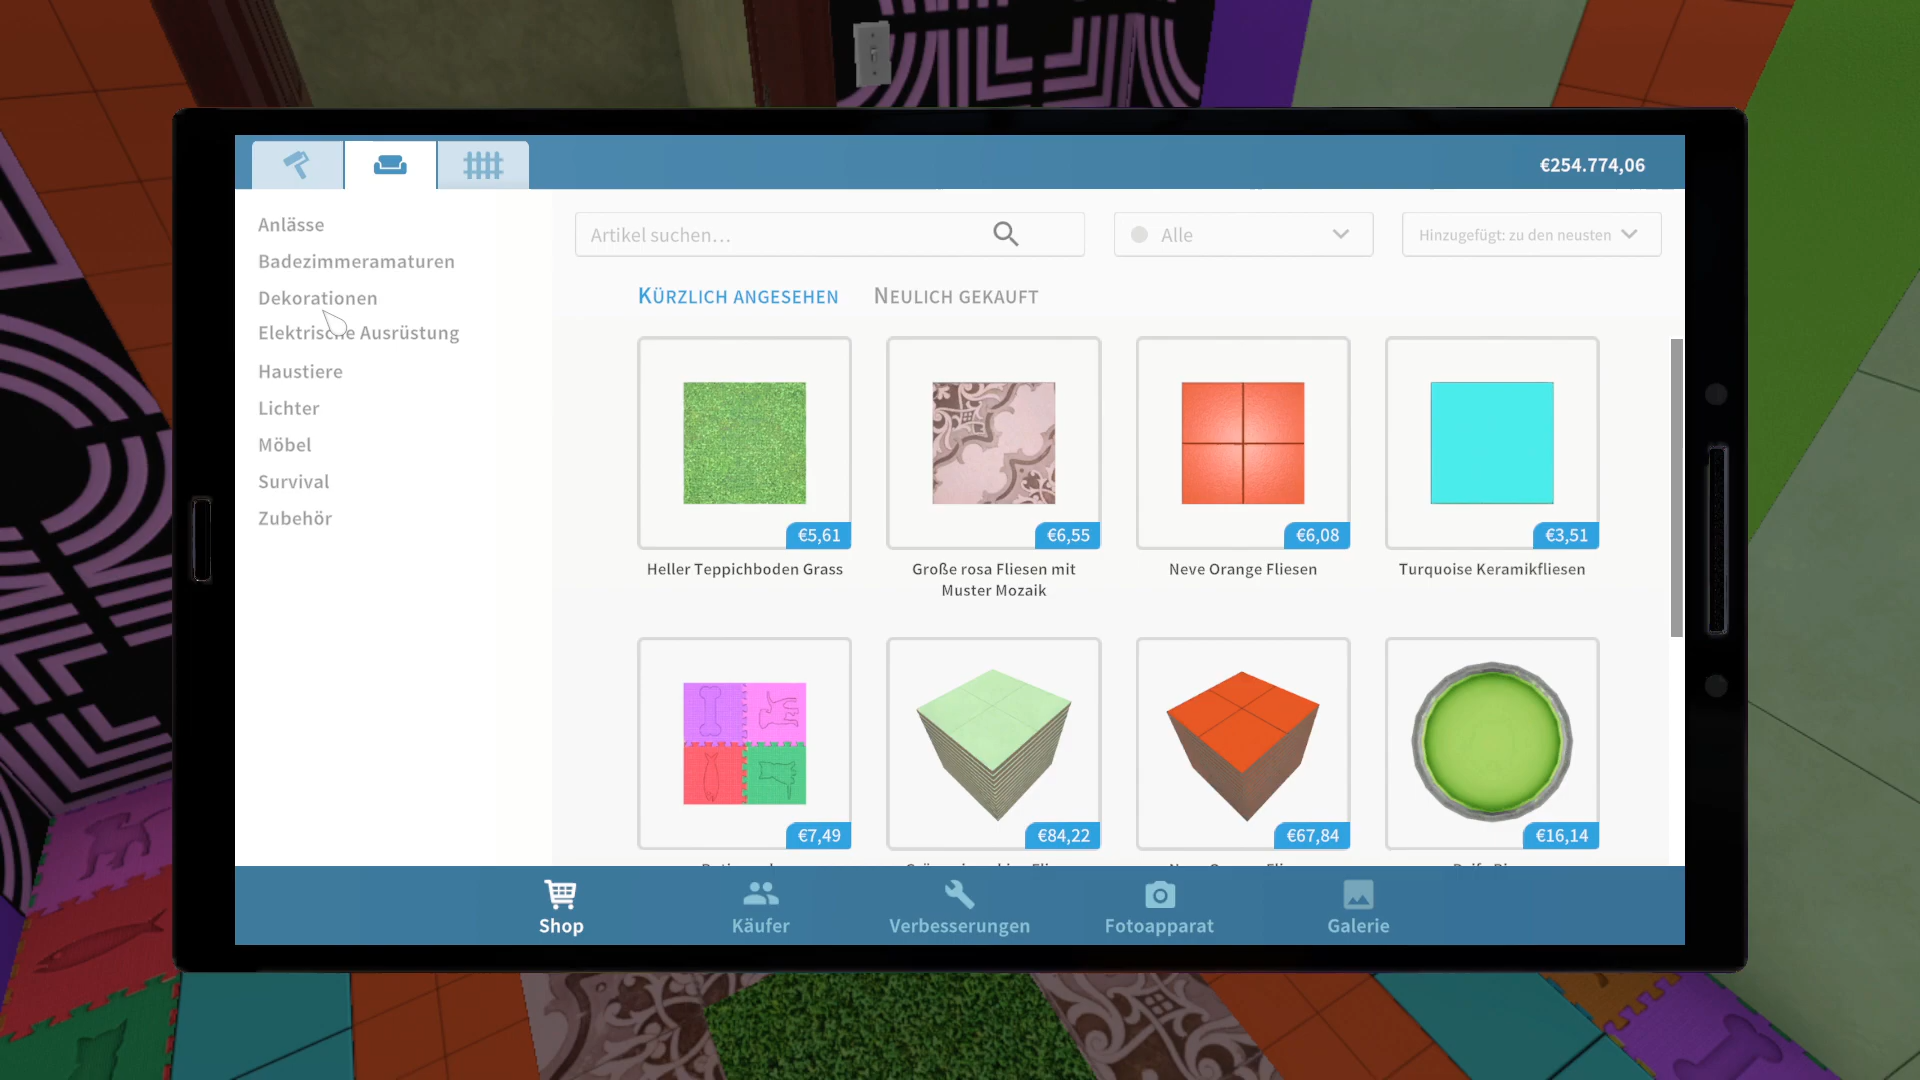 €254.774,06
Anlässe
Badezimmeramaturen
Dekorationen
Elektrische Ausrüstung
Haustiere
Lichter
Möbel
Survival
Zubehör
Artikel suchen...
Alle
Hinzugefügt: zu den neusten
KÜRZLICH ANGESEHEN
NEULICH GEKAUFT
€5,61
€6,55
€6,08
€3,51
Heller Teppichboden Grass
Große rosa Fliesen mit
Muster Mozaik
Neve Orange Fliesen
Turquoise Keramikfliesen
€7,49
€84,22
€67,84
€16,14
Shop
Käufer
Verbesserungen
Fotoapparat
Galerie